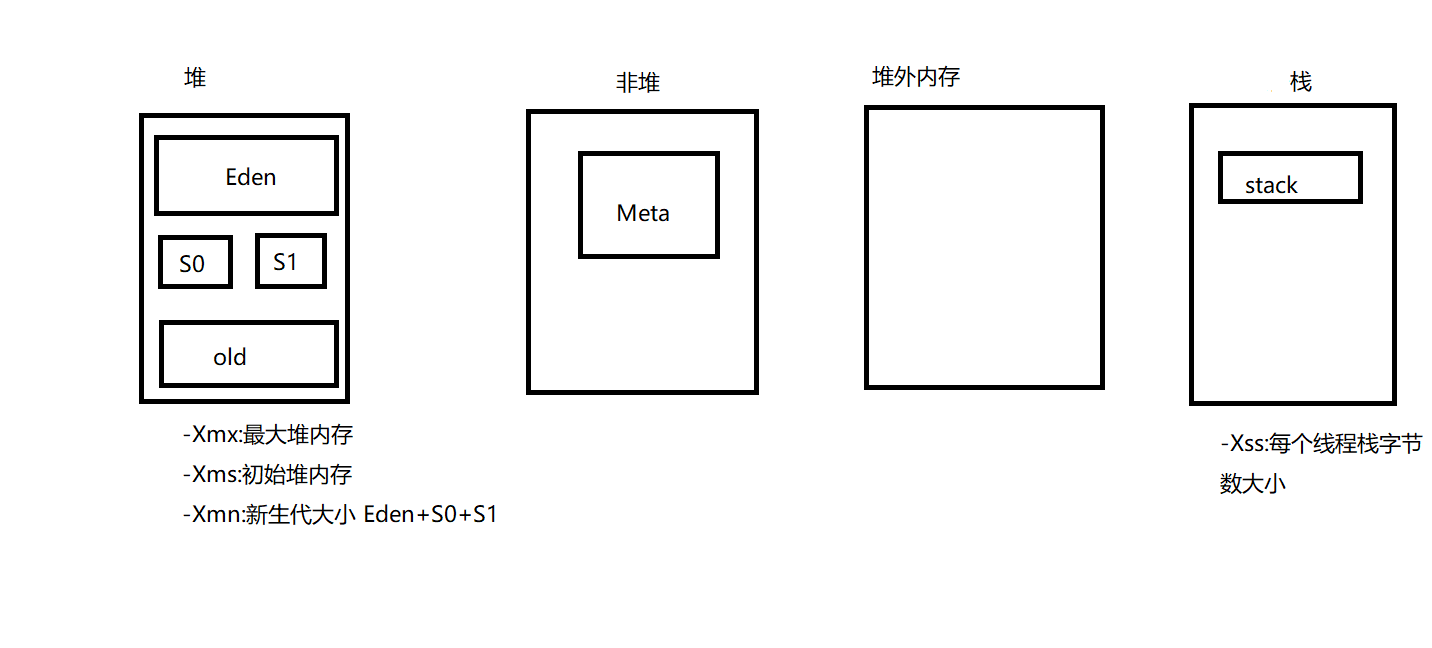 堆
非堆
堆外内存
栈
Eden
S0
S1
old
Meta
stack
-Xmx:最大堆内存
-Xms:初始堆内存
-Xmn:新生代大小 Eden+S0+S1
-Xss:每个线程栈字节
数大小